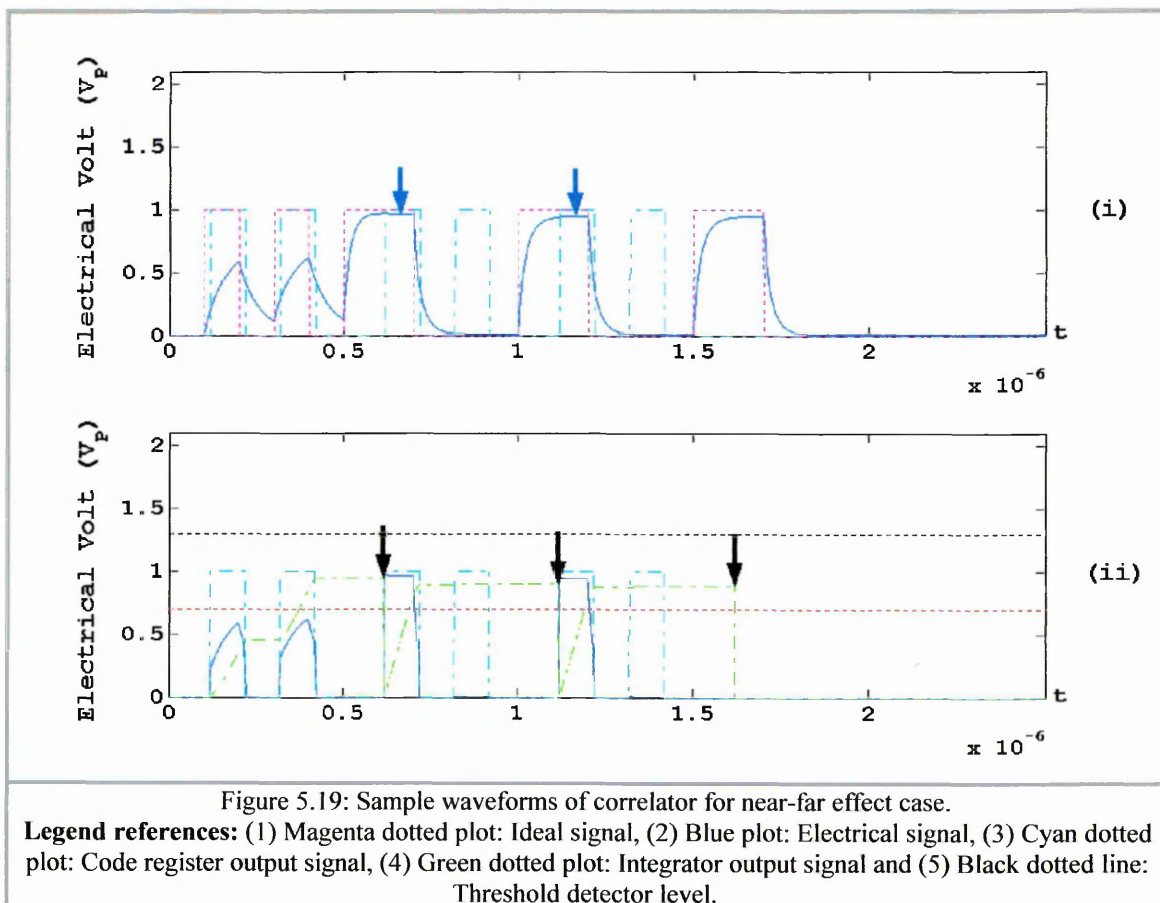 Electrical Volt (Vp)
2
1.5
1
0.5
0
0 0.5 1 1.5 2
t
x 10^-6
(i)
Electrical Volt (Vp)
2
1.5
1
0.5
0
0 0.5 1 1.5 2
t
x 10^-6
(ii)
Figure 5.19: Sample waveforms of correlator for near-far effect case.
Legend references: (1) Magenta dotted plot: Ideal signal, (2) Blue plot: Electrical signal, (3) Cyan dotted
plot: Code register output signal, (4) Green dotted plot: Integrator output signal and (5) Black dotted line:
Threshold detector level.